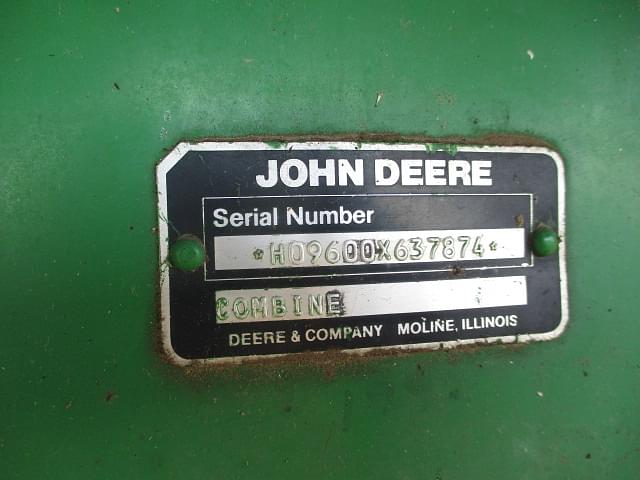 JOHN DEERE
Serial Number
*H09600X637874*
COMBINE
DEERE & COMPANY MOLINE, ILLINOIS